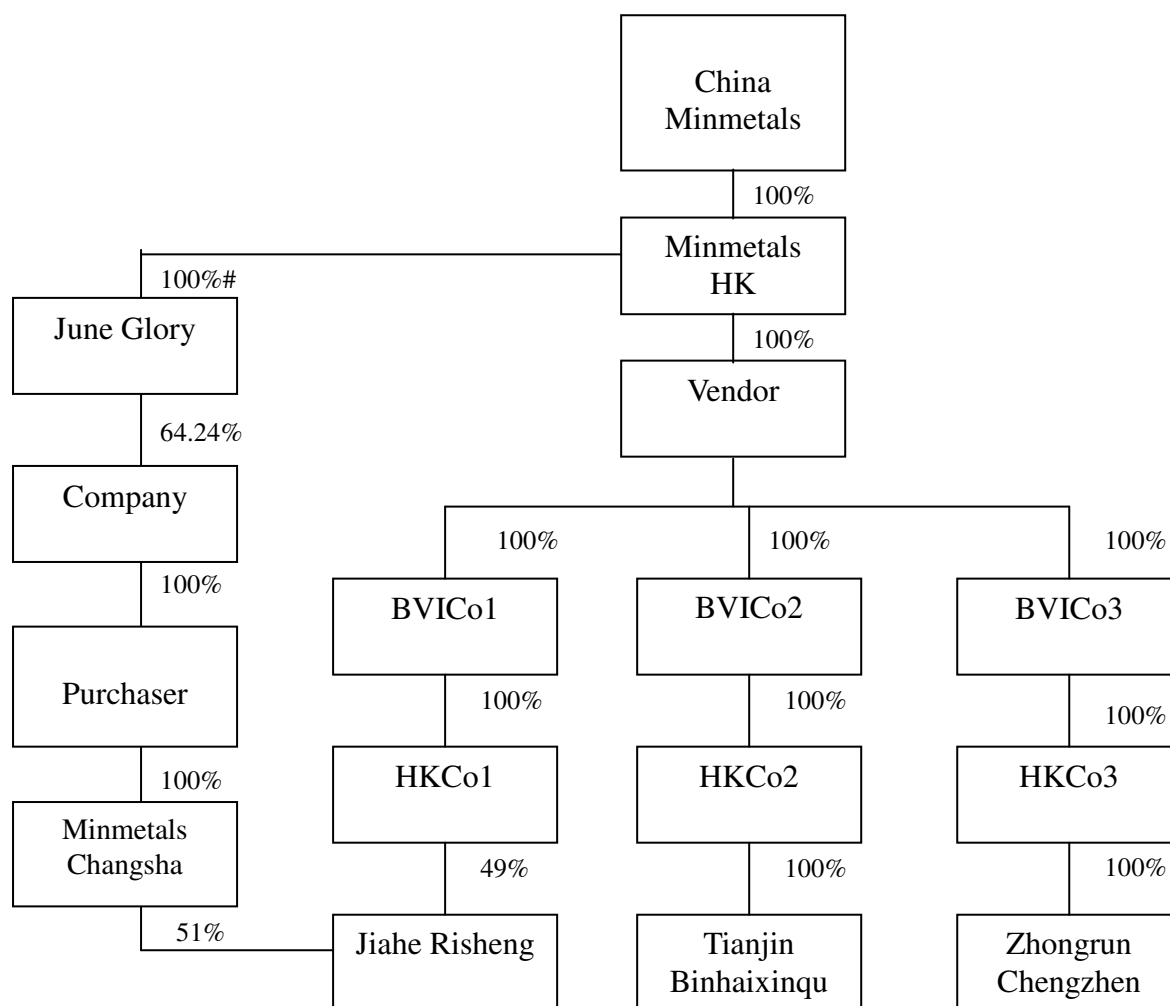 China
Minmetals
100%
Minmetals
HK
100%#
100%
June Glory
Vendor
64.24%
Company
100%
100%
100%
100%
BVICo1
BVICo2
BVICo3
Purchaser
100%
100%
100%
100%
HKCo1
HKCo2
HKCo3
Minmetals
Changsha
49%
100%
100%
51%
Jiahe Risheng
Tianjin
Binhaixinqu
Zhongrun
Chengzhen